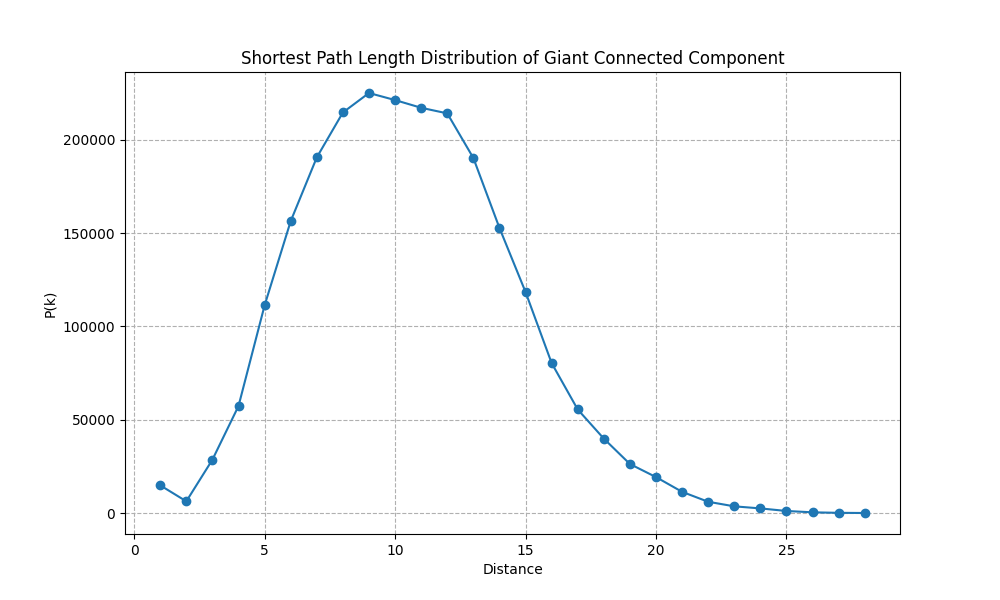 Shortest Path Length Distribution of Giant Connected Component
P(k)
200000
150000
100000
50000
0
0 5 10 15 20 25
Distance